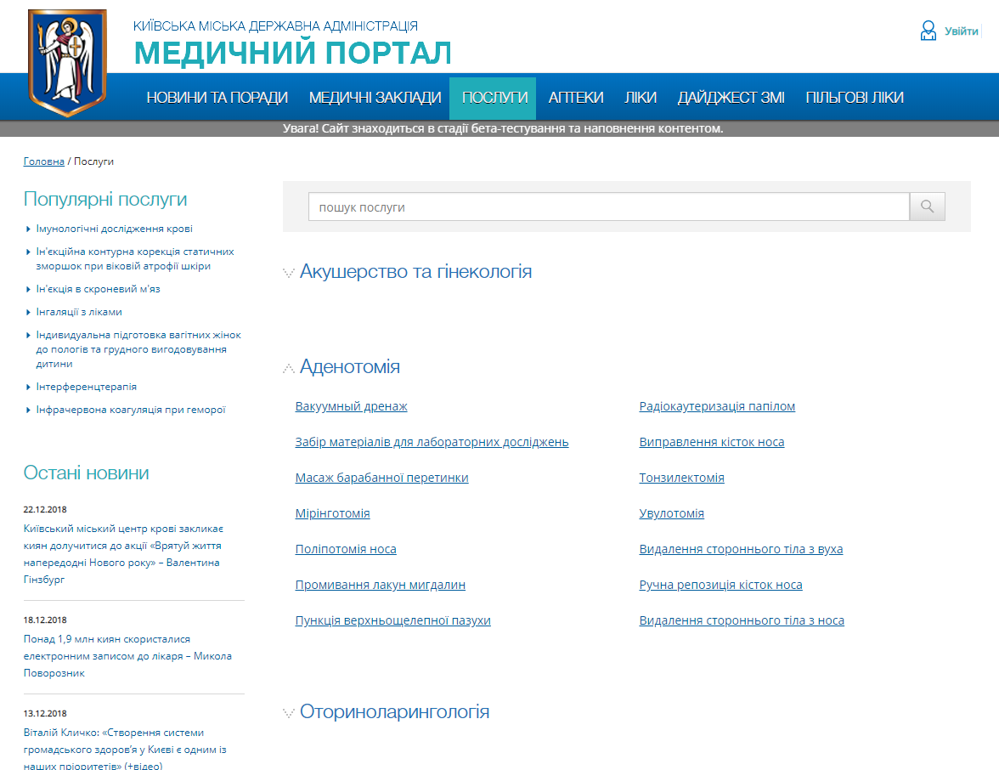 КИЇВСЬКА МІСЬКА ДЕРЖАВНА АДМІНІСТРАЦІЯ
МЕДИЧНИЙ ПОРТАЛ
Увійти
НОВИНИ ТА ПОРАДИ МЕДИЧНІ ЗАКЛАДИ ПОСЛУГИ АПТЕКИ ЛІКИ ДАЙДЖЕСТ ЗМІ ПІЛЬГОВІ ЛІКИ
Увага! Сайт знаходиться в стадії бета-тестування та наповнення контентом.
Головна / Послуги
Популярні послуги
Імунологічні дослідження крові
Ін'єкційна контурна корекція статичних
зморшок при віковій атрофії шкіри
Ін'єкція в скроневий м'яз
Інгаляції з ліками
Індивидуальна підготовка вагітних жінок
до пологів та грудного вигодовування
дитини
Інтерференцтерапія
Інфрачервона коагуляція при геморої
Остані новини
22.12.2018
Київський міський центр крові закликає
киян долучитися до акції «Врятуй життя
напередодні Нового року» – Валентина
Гінзбург
18.12.2018
Понад 1,9 млн киян скористалися
електронним записом до лікаря – Микола
Поворозник
13.12.2018
Віталій Кличко: «Створення системи
громадського здоров'я у Києві є одним із
наших пріоритетів» (+відео)
пошук послуги
Акушерство та гінекологія
Аденотомія
Вакуумный дренаж
Радіокаутеризація папілом
Забір матеріалів для лабораторних досліджень
Виправлення кісток носа
Масаж барабанної перетинки
Тонзилектомія
Мірінготомія
Увулотомія
Поліпотомія носа
Видалення стороннього тіла з вуха
Промивання лакун мигдалин
Ручна репозиція кісток носа
Пункція верхньощелепної пазухи
Видалення стороннього тіла з носа
Оториноларингологія